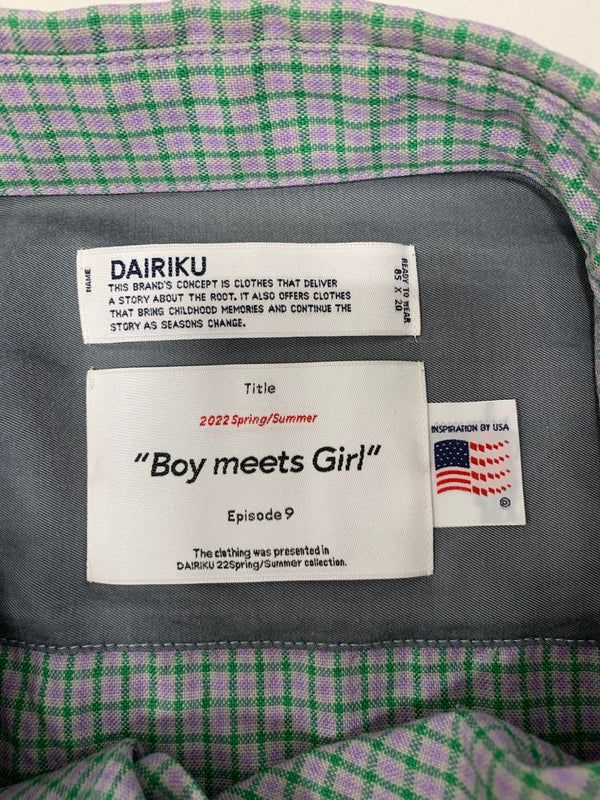 NAME
DAIRIKU
THIS BRAND'S CONCEPT IS CLOTHES THAT DELIVER
A STORY ABOUT THE ROOT. IT ALSO OFFERS CLOTHES
THAT BRING CHILDHOOD MEMORIES AND CONTINUE THE
STORY AS SEASONS CHANGE.
READY TO WEAR
85 X 20
Title
2022 Spring/Summer
"Boy meets Girl"
Episode 9
The clothing was presented in
DAIRIKU 22Spring/Summer collection.
INSPIRATION BY USA